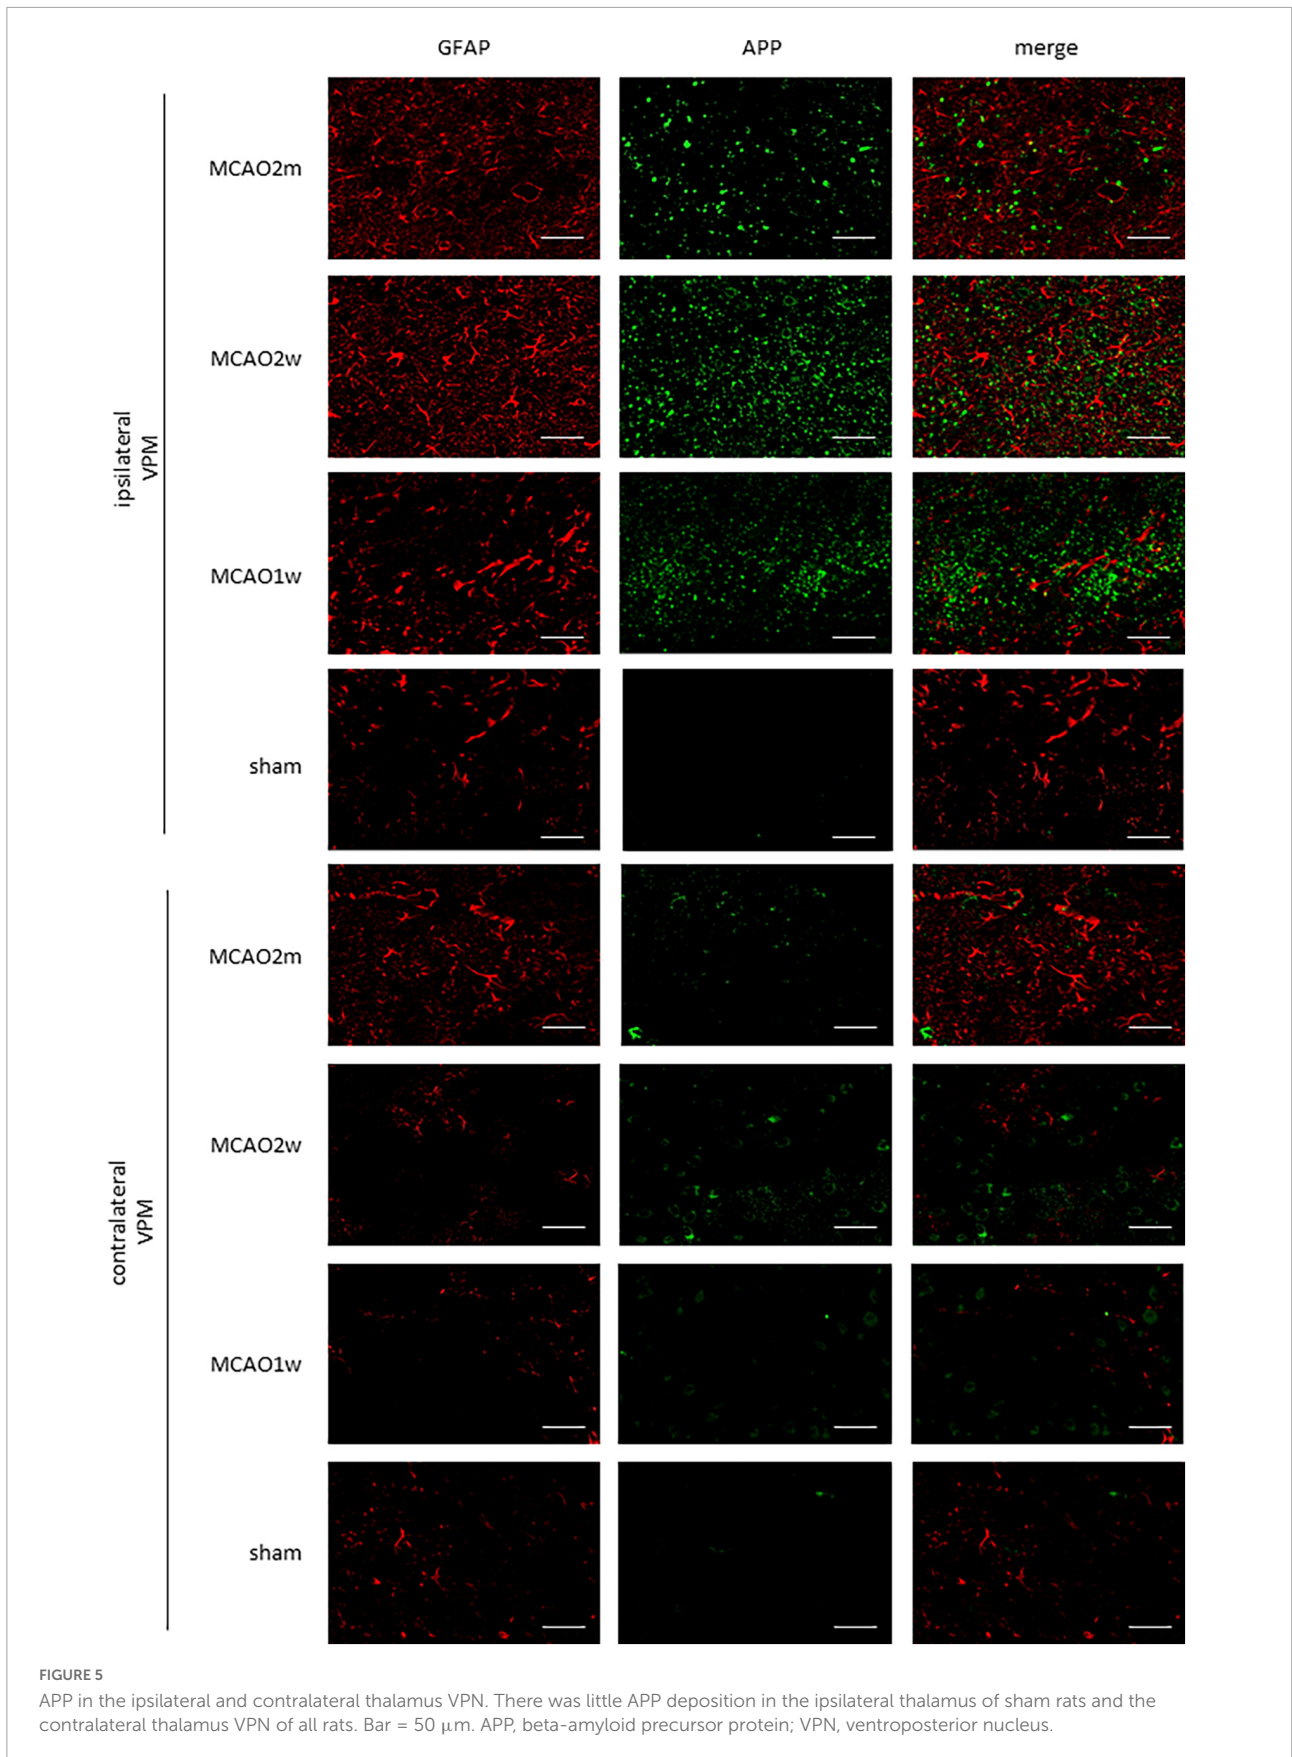 GFAP APP merge
ipsilateral
VPM
MCAO2m
MCAO2w
MCAO1w
sham
contralateral
VPM
MCAO2m
MCAO2w
MCAO1w
sham
FIGURE 5
APP in the ipsilateral and contralateral thalamus VPN. There was little APP deposition in the ipsilateral thalamus of sham rats and the
contralateral thalamus VPN of all rats. Bar = 50 μm. APP, beta-amyloid precursor protein; VPN, ventroposterior nucleus.